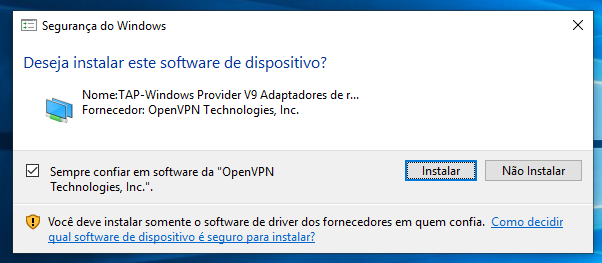 Segurança do Windows
Deseja instalar este software de dispositivo?
Nome:TAP-Windows Provider V9 Adaptadores de r...
Fornecedor: OpenVPN Technologies, Inc.
Sempre confiar em software da "OpenVPN
Technologies, Inc.".
Instalar
Não Instalar
Você deve instalar somente o software de driver dos fornecedores em quem confia. Como decidir
qual software de dispositivo é seguro para instalar?